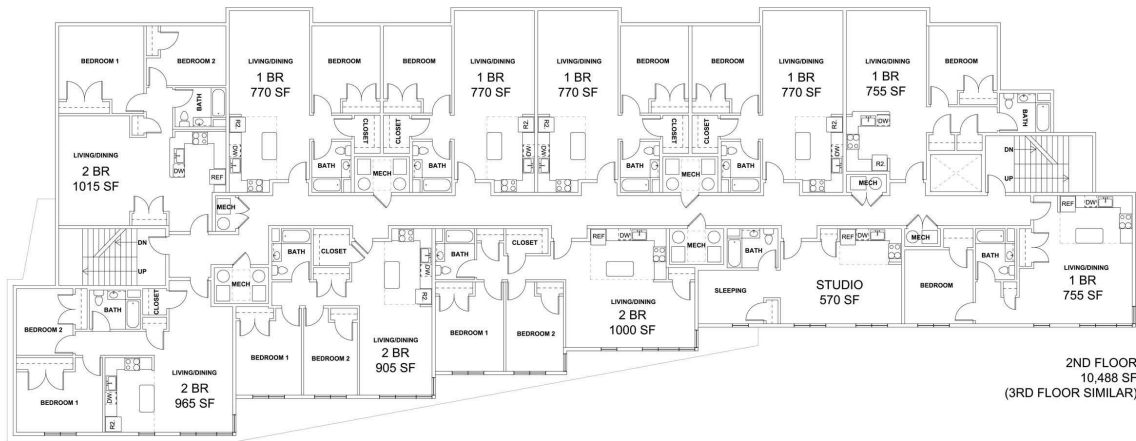 BEDROOM 1
BEDROOM 2
BATH
LIVING/DINING
2 BR
1015 SF
DW
REF
MECH
LIVING/DINING
1 BR
770 SF
R2.
DW
BEDROOM
CLOSET
BATH
MECH
BEDROOM
CLOSET
BATH
LIVING/DINING
1 BR
770 SF
R2.
DW
LIVING/DINING
1 BR
770 SF
R2.
DW
BEDROOM
CLOSET
BATH
MECH
BEDROOM
CLOSET
BATH
LIVING/DINING
1 BR
770 SF
R2.
DW
LIVING/DINING
1 BR
755 SF
DW
R2.
MECH
BEDROOM
BATH
DN
UP
DN
UP
MECH
BEDROOM 2
BATH
CLOSET
BEDROOM 1
DW
R2.
LIVING/DINING
2 BR
965 SF
BATH
CLOSET
BEDROOM 1
BEDROOM 2
DW
R2.
LIVING/DINING
2 BR
905 SF
BATH
CLOSET
BEDROOM 1
BEDROOM 2
REF
DW
LIVING/DINING
2 BR
1000 SF
MECH
BATH
SLEEPING
REF
DW
STUDIO
570 SF
MECH
BEDROOM
BATH
REF
DW
LIVING/DINING
1 BR
755 SF
2ND FLOOR
10,488 SF
(3RD FLOOR SIMILAR)